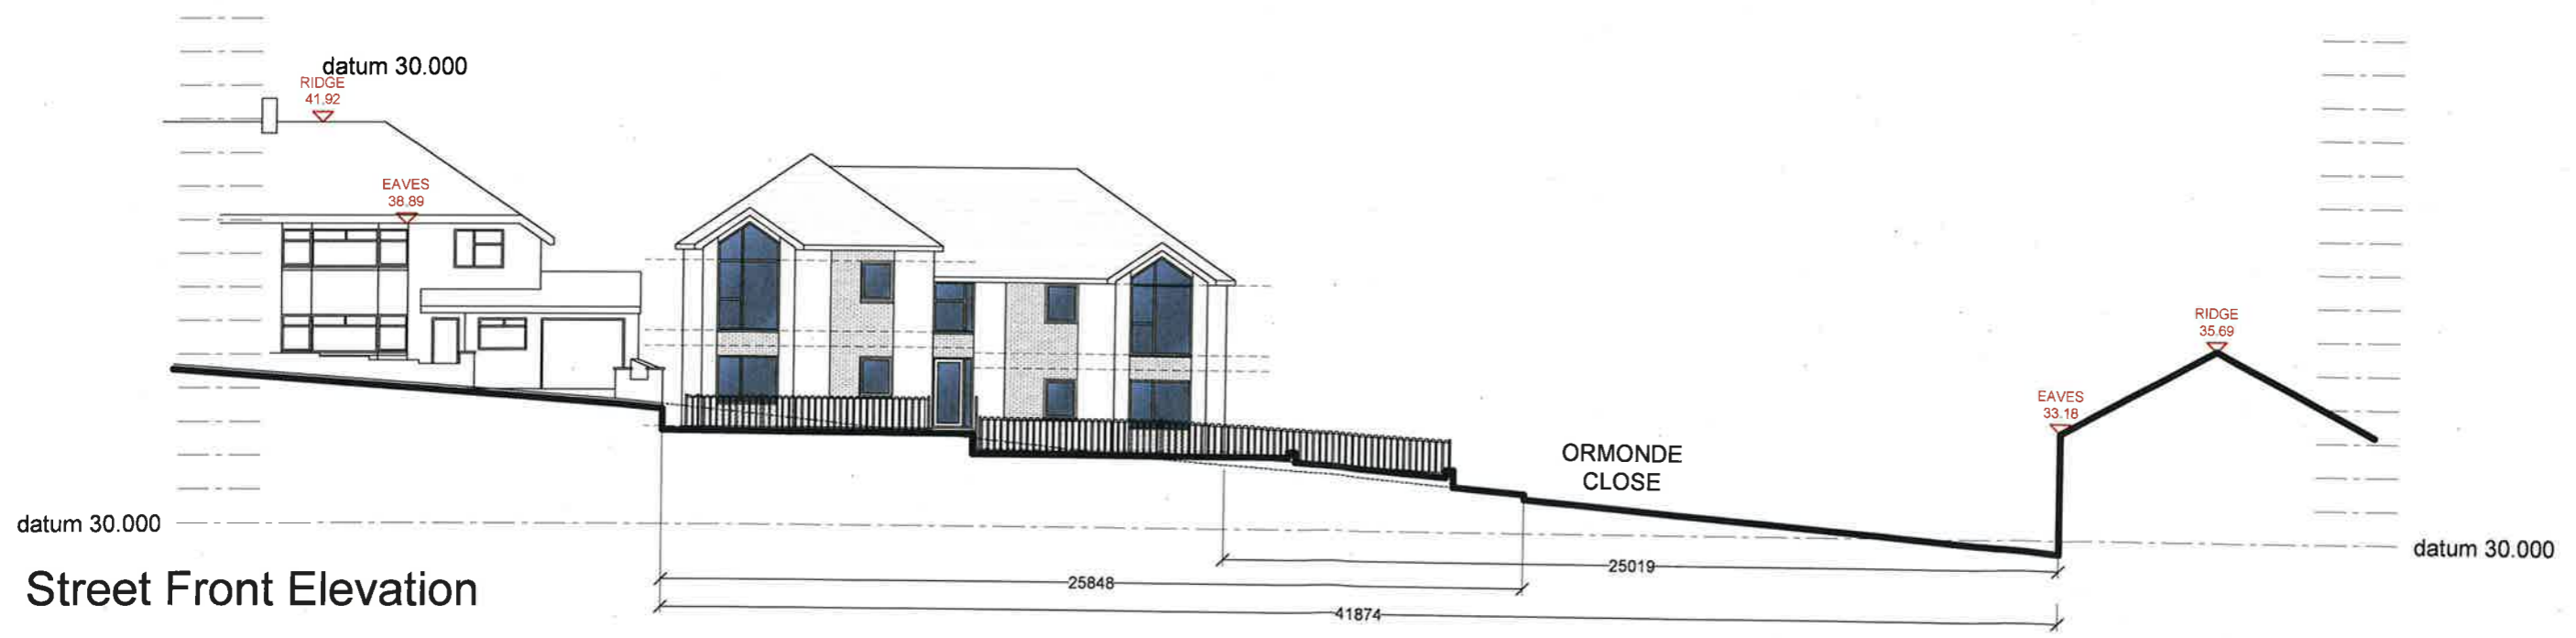 datum 30.000
RIDGE
41.92
EAVES
38.89
RIDGE
35.69
EAVES
33.18
ORMONDE
CLOSE
datum 30.000
datum 30.000
25019
25848
41874
Street Front Elevation